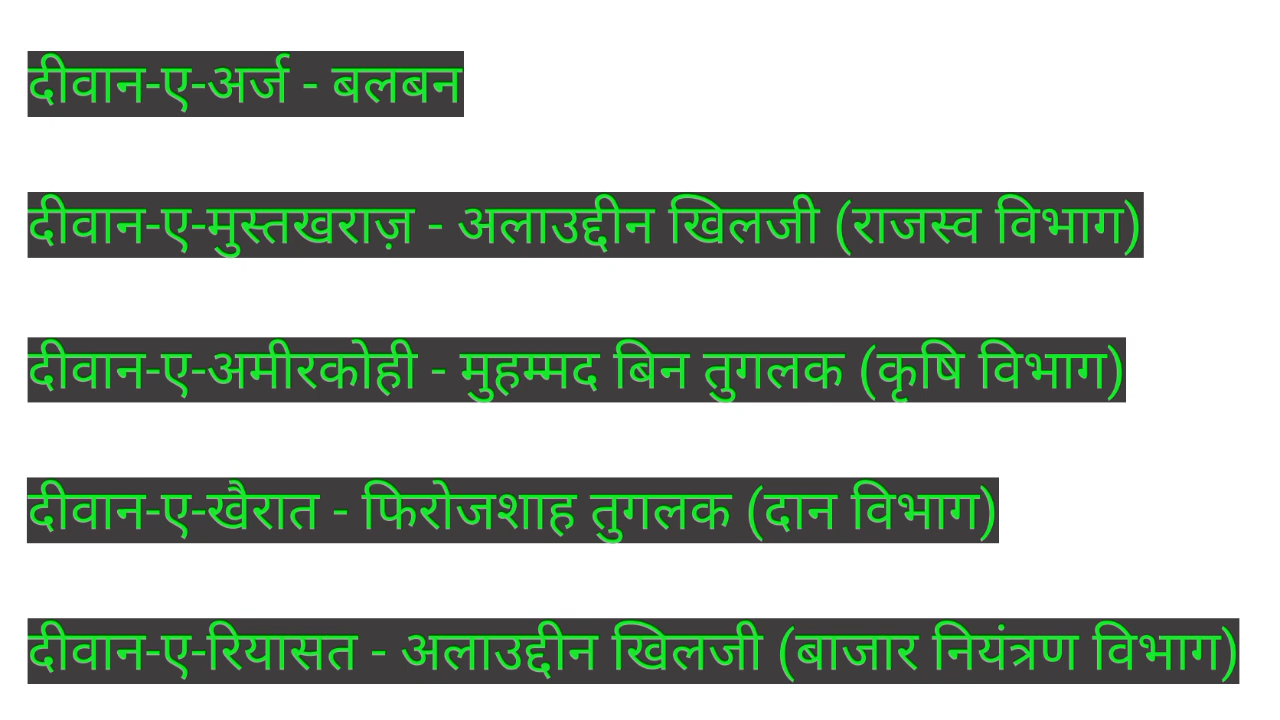 दीवान-ए-अर्ज - बलबन
दीवान-ए-मुस्तखराज़ - अलाउद्दीन खिलजी (राजस्व विभाग)
दीवान-ए-अमीरकोही - मुहम्मद बिन तुगलक (कृषि विभाग)
दीवान-ए-खैरात - फिरोजशाह तुगलक (दान विभाग)
दीवान-ए-रियासत - अलाउद्दीन खिलजी (बाजार नियंत्रण विभाग)